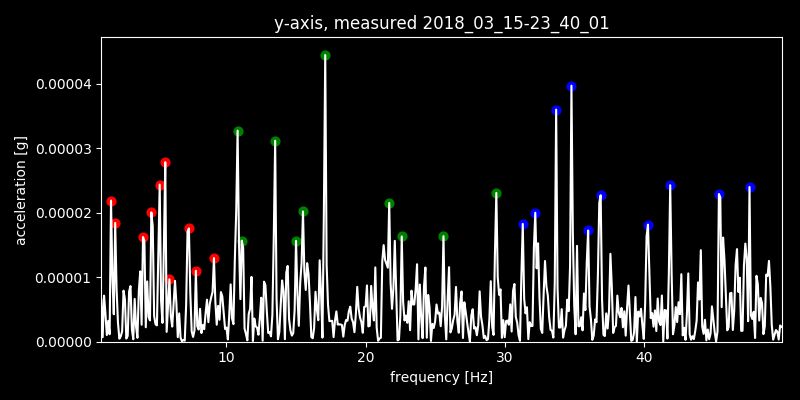 y-axis, measured 2018_03_15-23_40_01
0.00004
0.00003
0.00002
0.00001
0.00000
acceleration [g]
10 20 30 40
frequency [Hz]